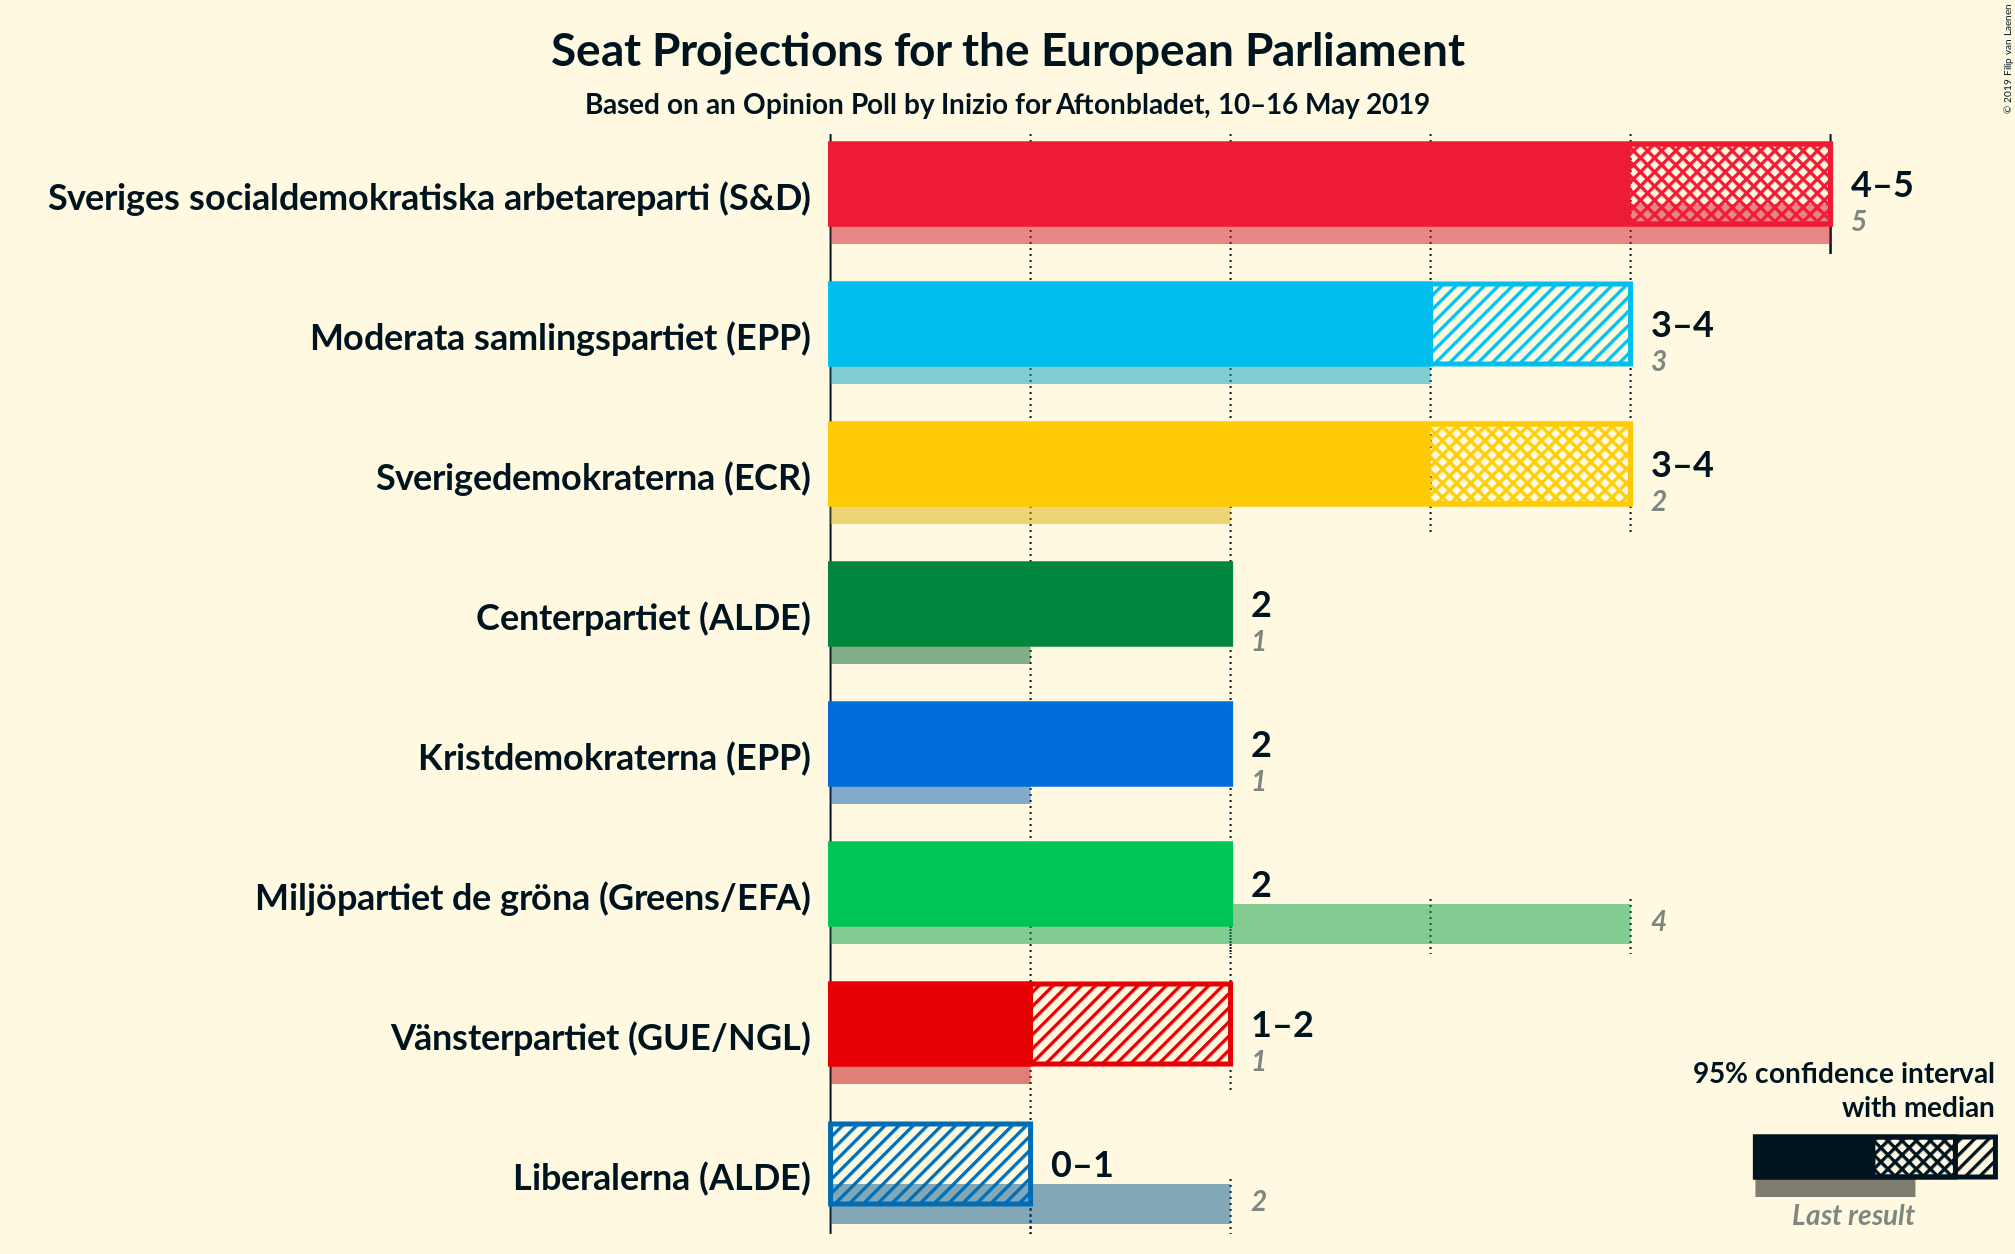 Seat Projections for the European Parliament
Based on an Opinion Poll by Inizio for Aftonbladet, 10–16 May 2019
© 2019 Filip van Laenen
Sveriges socialdemokratiska arbetareparti (S&D)
4–5
5
Moderata samlingspartiet (EPP)
3–4
3
Sverigedemokraterna (ECR)
3–4
2
Centerpartiet (ALDE)
2
1
Kristdemokraterna (EPP)
2
1
Miljöpartiet de gröna (Greens/EFA)
2
4
Vänsterpartiet (GUE/NGL)
1–2
1
Liberalerna (ALDE)
0–1
2
95% confidence interval
with median
Last result